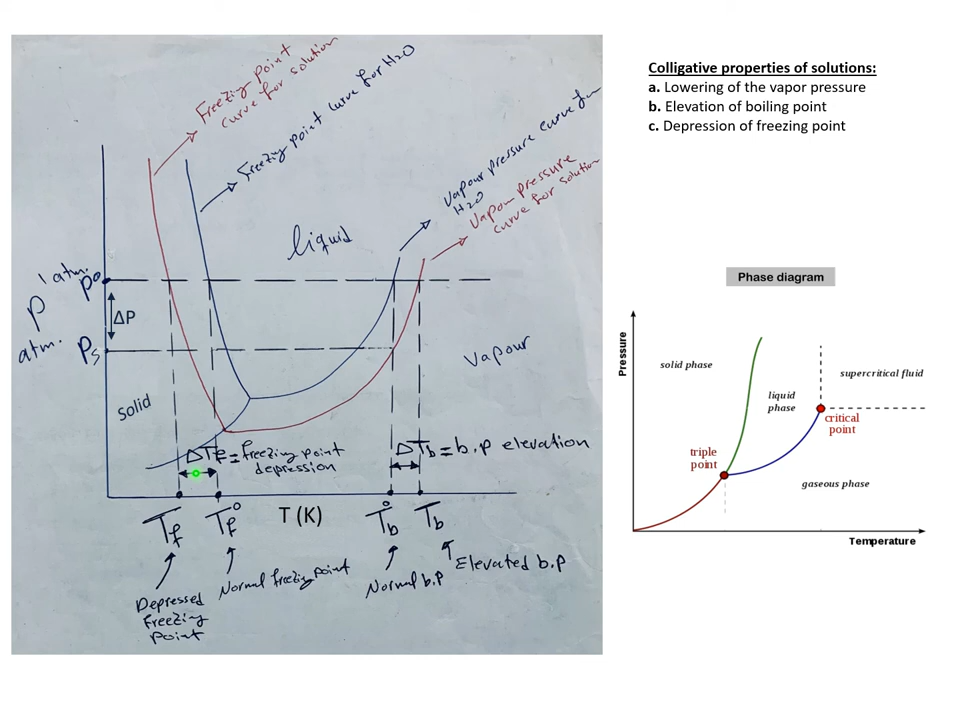 Colligative properties of solutions:
a. Lowering of the vapor pressure
b. Elevation of boiling point
c. Depression of freezing point
Freezing point
curve for solution
Freezing point curve for H2O
Vapour pressure curve for
H2O
Vapour pressure
curve for solution
liquid
1 atm.
P°
P
atm.
ΔP
Ps
Solid
Vapour
ΔTf = Freezing point
depression
ΔTb = b.p elevation
Tf
Tf°
T (K)
Tb°
Tb
Depressed
Freezing
Point
Normal freezing point
Normal b.p
Elevated b.p
Phase diagram
Pressure
solid phase
liquid
phase
supercritical fluid
critical
point
triple
point
gaseous phase
Temperature